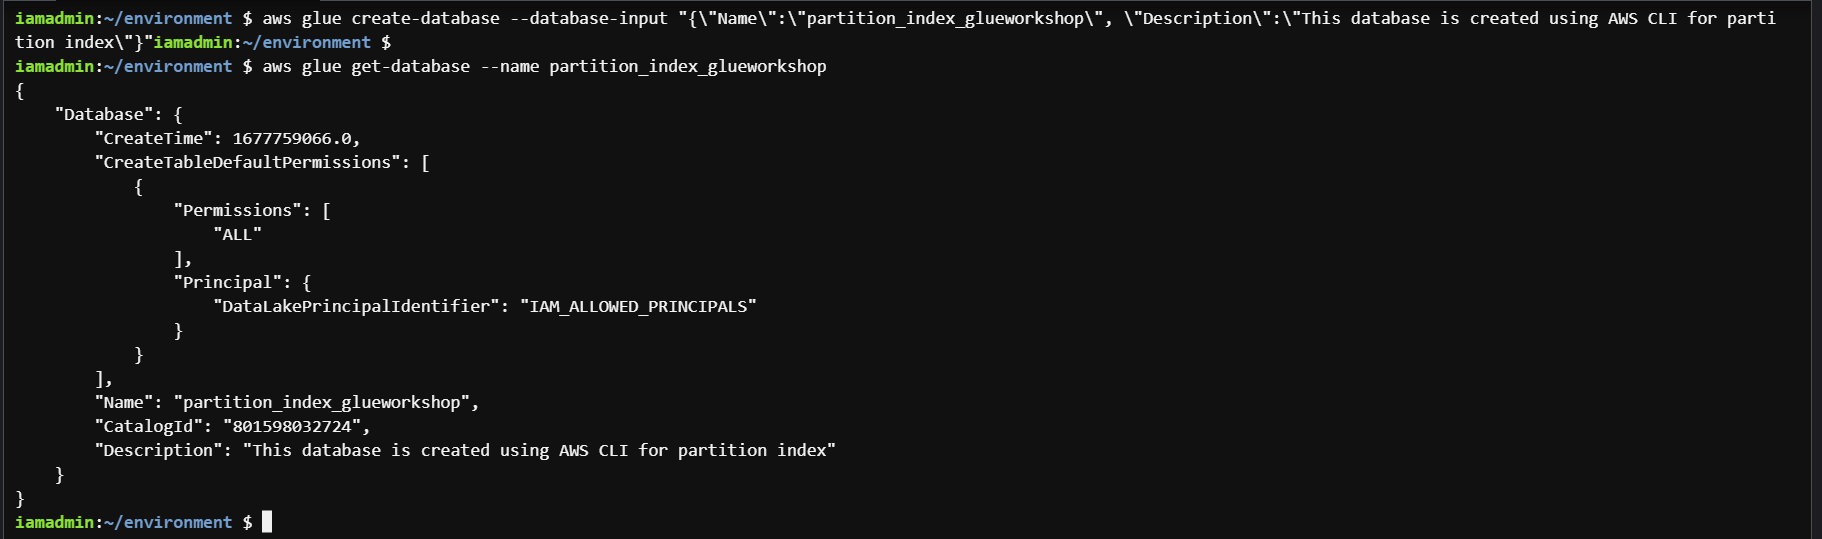 iamadmin:~/environment $ aws glue create-database --database-input "{\"Name\":\"partition_index_glueworkshop\", \"Description\":\"This database is created using AWS CLI for parti
tion index\"}"iamadmin:~/environment $
iamadmin:~/environment $ aws glue get-database --name partition_index_glueworkshop
{
    "Database": {
        "CreateTime": 1677759066.0,
        "CreateTableDefaultPermissions": [
            {
                "Permissions": [
                    "ALL"
                ],
                "Principal": {
                    "DataLakePrincipalIdentifier": "IAM_ALLOWED_PRINCIPALS"
                }
            }
        ],
        "Name": "partition_index_glueworkshop",
        "CatalogId": "801598032724",
        "Description": "This database is created using AWS CLI for partition index"
    }
}
iamadmin:~/environment $